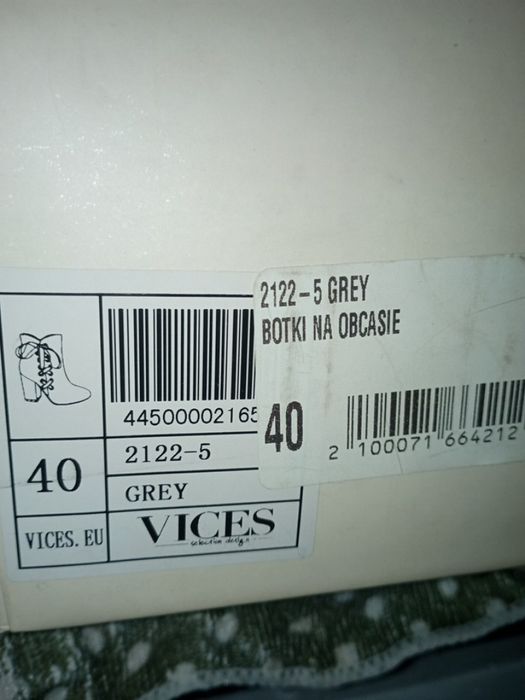 44500002165
40
2122-5
GREY
VICES.EU
VICES
selection design
2122-5 GREY
BOTKI NA OBCASIE
40
2 100071 664212